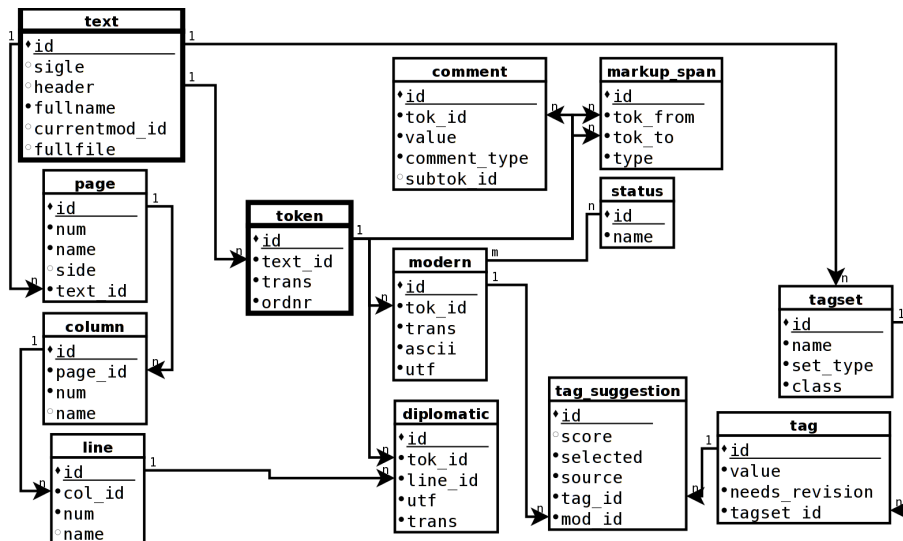 text
id
sigle
header
fullname
currentmod_id
fullfile
page
id
num
name
side
text_id
column
id
page_id
num
name
line
id
col_id
num
name
token
id
text_id
trans
ordnr
comment
id
tok_id
value
comment_type
subtok_id
markup_span
id
tok_from
tok_to
type
status
id
name
modern
id
tok_id
trans
ascii
utf
diplomatic
id
tok_id
line_id
utf
trans
tag_suggestion
id
score
selected
source
tag_id
mod_id
tagset
id
name
set_type
class
tag
id
value
needs_revision
tagset_id
1
1
1
n
n
1
n
1
n
1
n
1
n
n
n
n
n
n
m
1
n
n
1
n
n
1
n